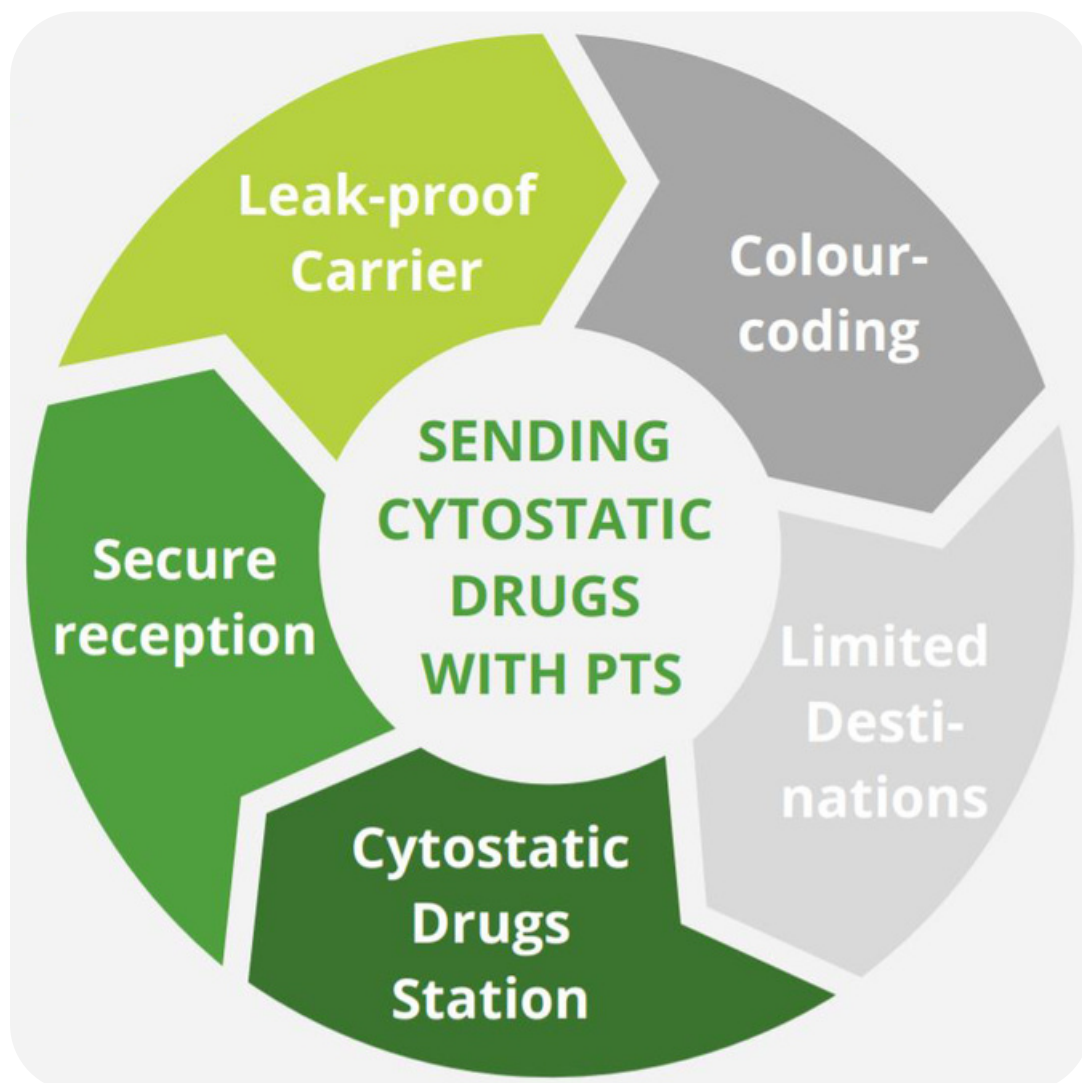 Leak-proof
Carrier
Colour-
coding
SENDING
CYTOSTATIC
DRUGS
WITH PTS
Secure
reception
Limited
Desti-
nations
Cytostatic
Drugs
Station